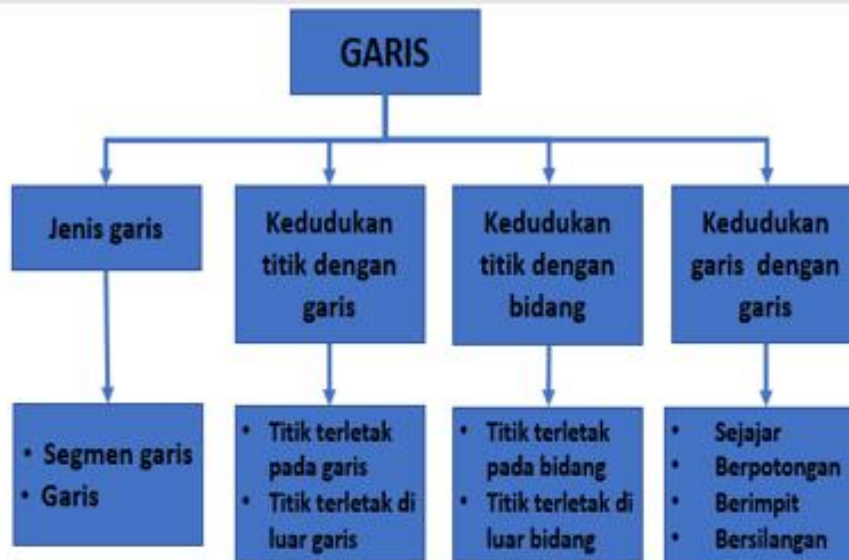 GARIS
Jenis garis
Kedudukan
titik dengan
garis
Kedudukan
titik dengan
bidang
Kedudukan
garis dengan
garis
• Segmen garis
• Garis
• Titik terletak
pada garis
• Titik terletak di
luar garis
• Titik terletak
pada bidang
• Titik terletak di
luar bidang
• Sejajar
• Berpotongan
• Berimpit
• Bersilangan